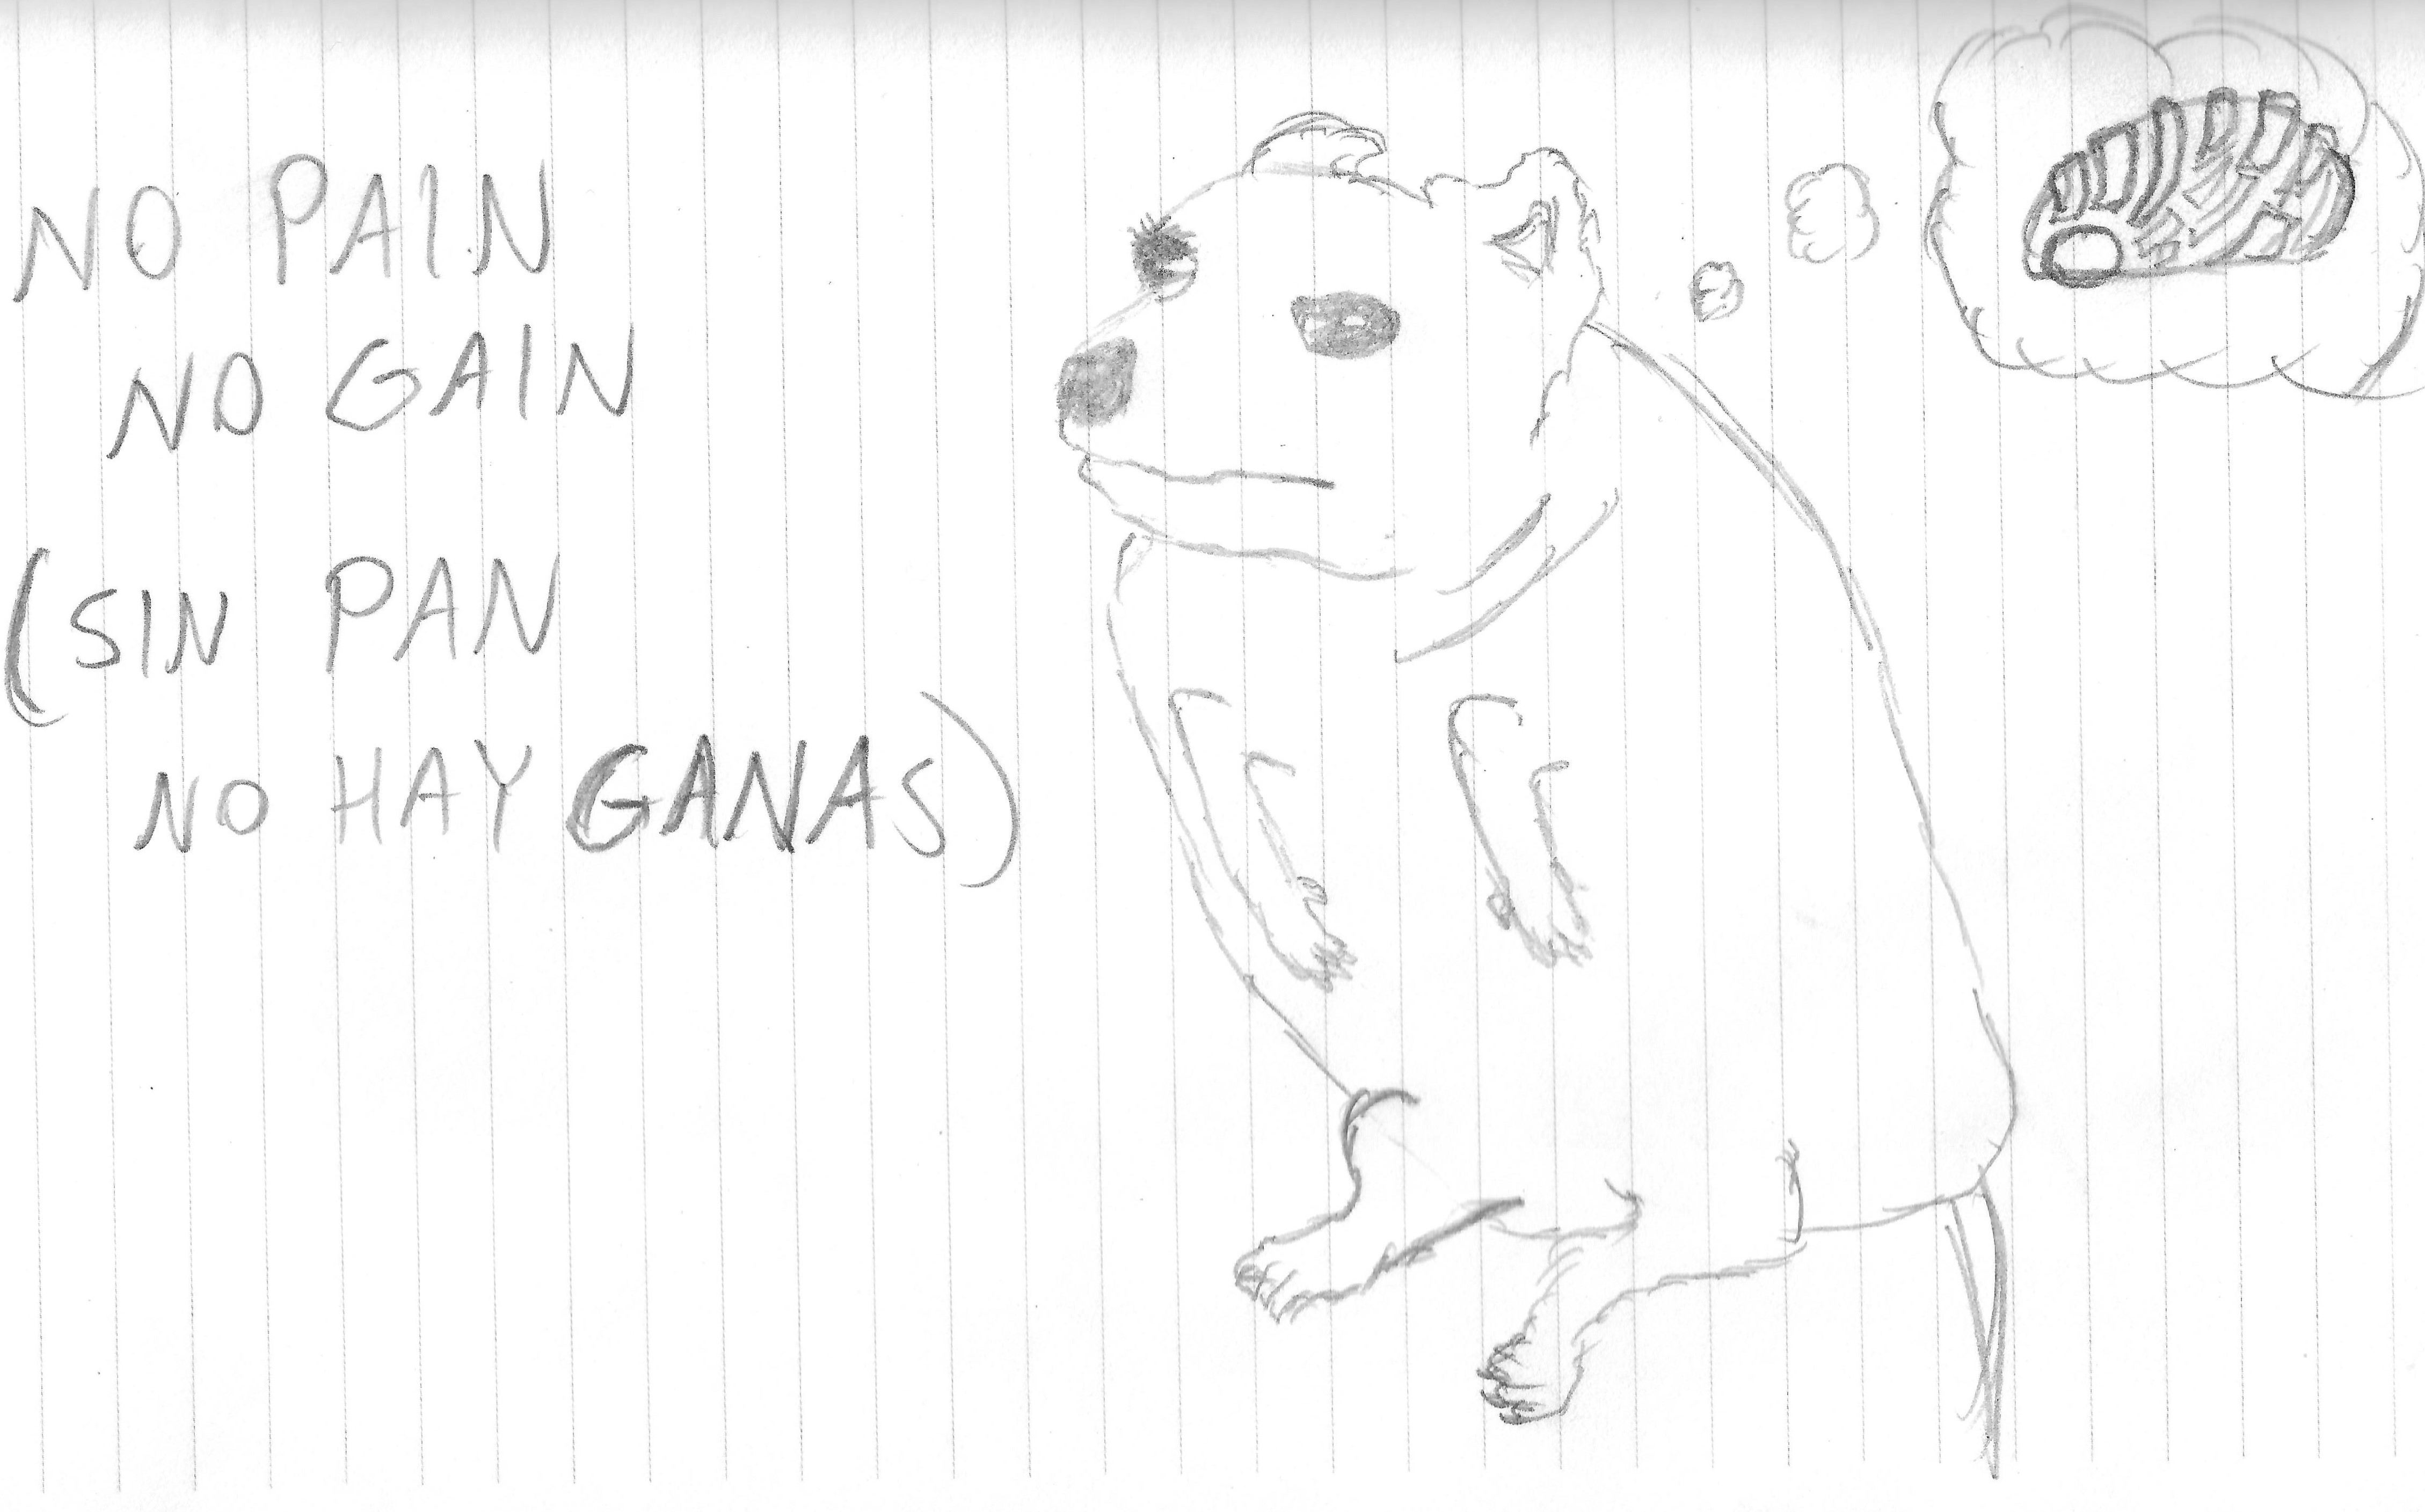 NO PAIN
NO GAIN
(SIN PAN
NO HAY GANAS)